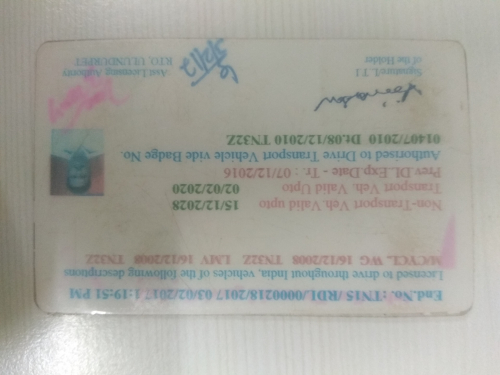 End.No. : TN15 /RDL/00000218/2017 03/02/2017 1:19:51 PM
Licensed to drive throughout India, vehicles of the following descriptions
M/CYCL. WG 16/12/2008 TN32Z LMV 16/12/2008 TN32Z
Non-Transport Veh.Valid upto 15/12/2028
Transport Veh. Valid Upto 02/02/2020
Prev.DL.Exp.Date - Tr. : 07/12/2016
Authorised to Drive Transport Vehicle vide Badge No.
01407/2010 Dt.08/12/2010 TN32Z
Signature/L T I
of the Holder
Asst Licensing Authority
RTO, ULUNDURPET